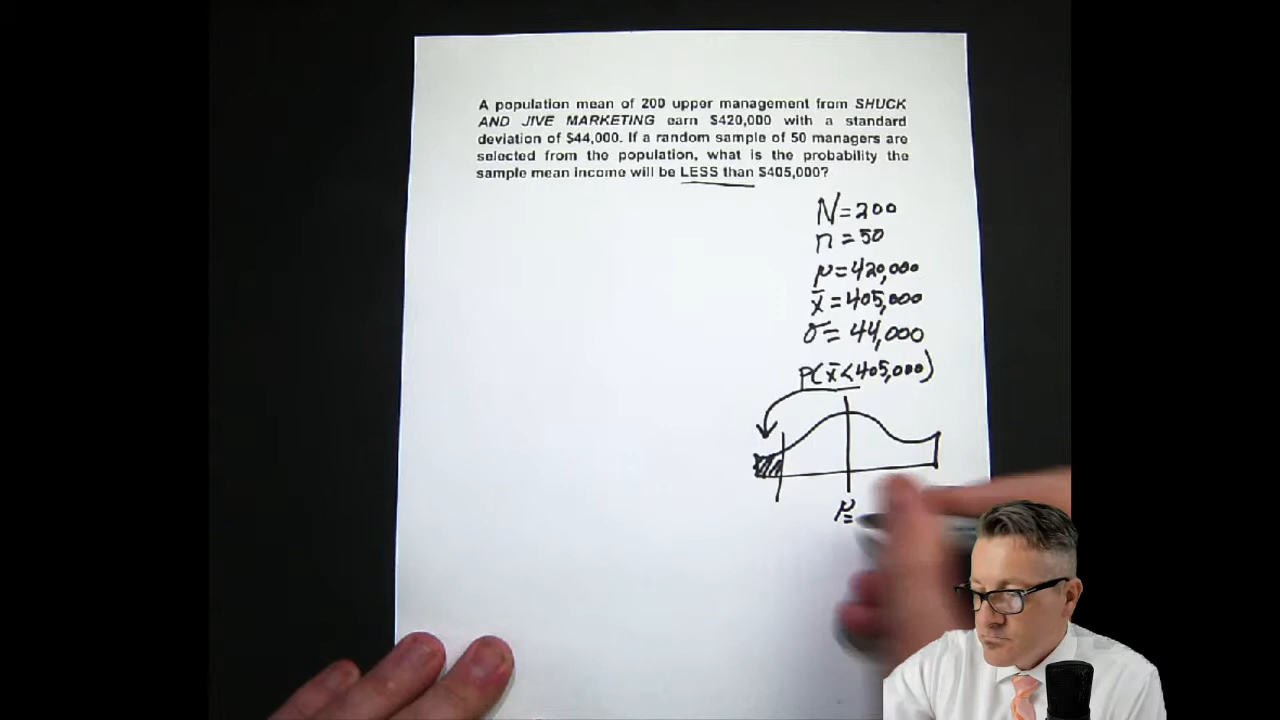 A population mean of 200 upper management from SHUCK
AND JIVE MARKETING earn $420,000 with a standard
deviation of $44,000. If a random sample of 50 managers are
selected from the population, what is the probability the
sample mean income will be LESS than $405,000?
N=200
n=50
μ=420,000
x̄=405,000
σ=44,000
P(x̄<405,000)
μ=